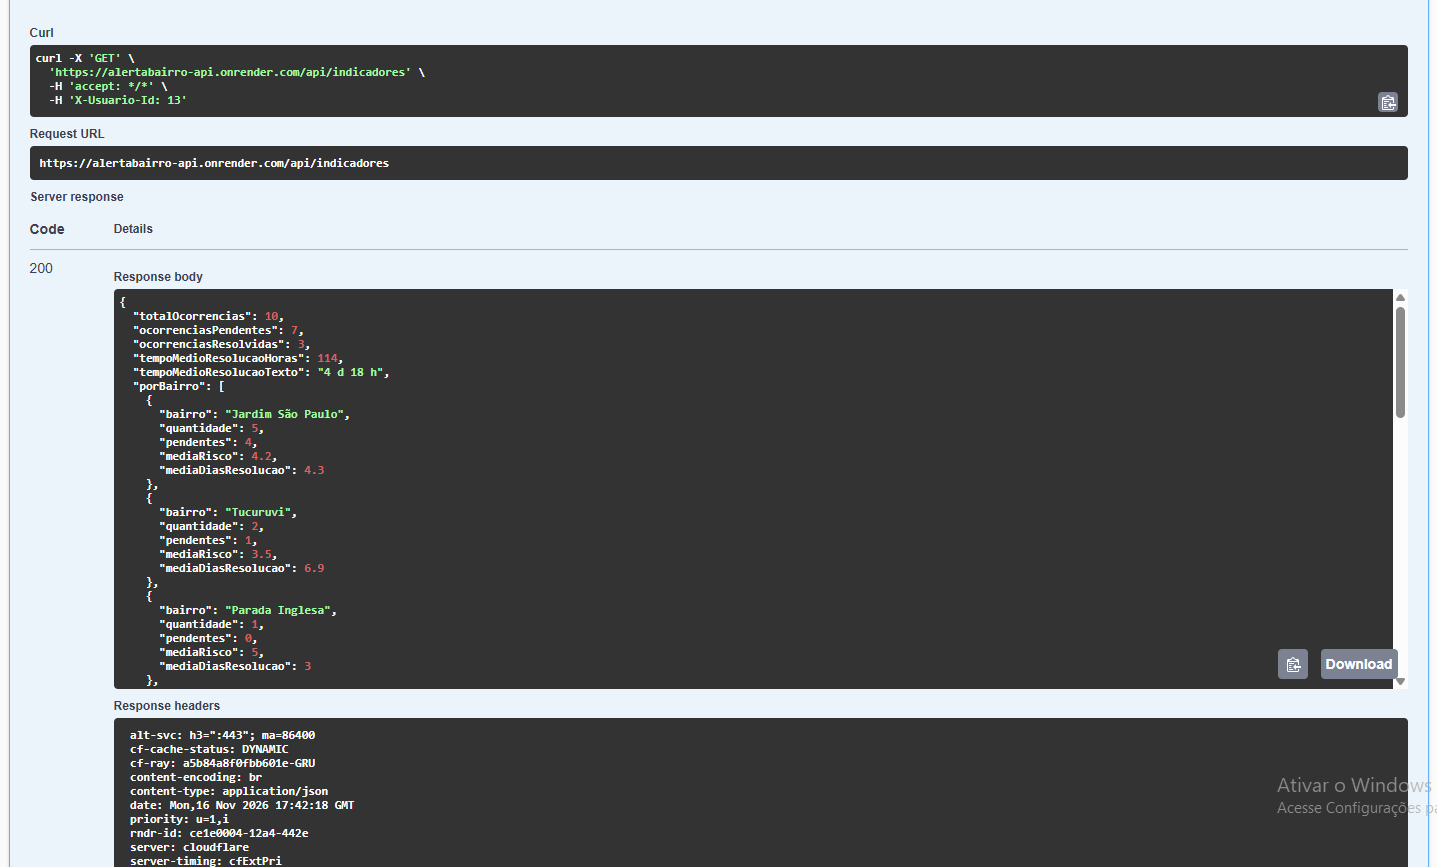 Curl
curl -X 'GET' \
'https://alertabairro-api.onrender.com/api/indicadores' \
-H 'accept: */*' \
-H 'X-Usuario-Id: 13'
Request URL
https://alertabairro-api.onrender.com/api/indicadores
Server response
Code Details
200
Response body
{
"totalOcorrencias": 10,
"ocorrenciasPendentes": 7,
"ocorrenciasResolvidas": 3,
"tempoMedioResolucaoHoras": 114,
"tempoMedioResolucaoTexto": "4 d 18 h",
"porBairro": [
{
"bairro": "Jardim São Paulo",
"quantidade": 5,
"pendentes": 4,
"mediaRisco": 4.2,
"mediaDiasResolucao": 4.3
},
{
"bairro": "Tucuruvi",
"quantidade": 2,
"pendentes": 1,
"mediaRisco": 3.5,
"mediaDiasResolucao": 6.9
},
{
"bairro": "Parada Inglesa",
"quantidade": 1,
"pendentes": 0,
"mediaRisco": 5,
"mediaDiasResolucao": 3
},
Download
Response headers
alt-svc: h3=":443"; ma=86400
cf-cache-status: DYNAMIC
cf-ray: a5b84a8f0fbb601e-GRU
content-encoding: br
content-type: application/json
date: Mon,16 Nov 2026 17:42:18 GMT
priority: u=1,i
rndr-id: ce1e0004-12a4-442e
server: cloudflare
server-timing: cfExtPri
Ativar o Windows
Acesse Configurações